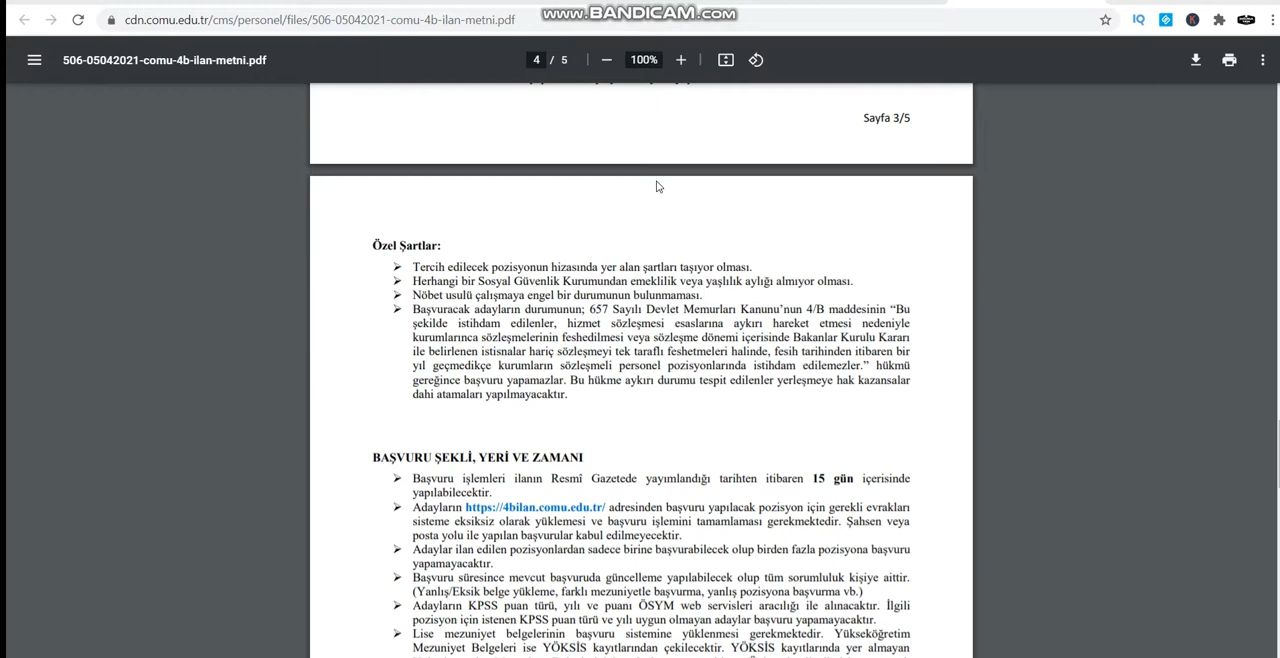 cdn.comu.edu.tr/cms/personel/files/506-05042021-comu-4b-ilan-metni.pdf
www.BANDICAM.com
IQ
K
506-05042021-comu-4b-ilan-metni.pdf
4 / 5
100%
Sayfa 3/5
Özel Şartlar:
➢ Tercih edilecek pozisyonun hizasında yer alan şartları taşıyor olması.
➢ Herhangi bir Sosyal Güvenlik Kurumundan emeklilik veya yaşlılık aylığı almıyor olması.
➢ Nöbet usulü çalışmaya engel bir durumunun bulunmaması.
➢ Başvuracak adayların durumunun; 657 Sayılı Devlet Memurları Kanunu’nun 4/B maddesinin “Bu
şekilde istihdam edilenler, hizmet sözleşmesi esaslarına aykırı hareket etmesi nedeniyle
kurumlarınca sözleşmelerinin feshedilmesi veya sözleşme dönemi içerisinde Bakanlar Kurulu Kararı
ile belirlenen istisnalar hariç sözleşmeyi tek taraflı feshetmeleri halinde, fesih tarihinden itibaren bir
yıl geçmedikçe kurumların sözleşmeli personel pozisyonlarında istihdam edilemezler.” hükmü
gereğince başvuru yapamazlar. Bu hükme aykırı durumu tespit edilenler yerleşmeye hak kazansalar
dahi atamaları yapılmayacaktır.
BAŞVURU ŞEKLİ, YERİ VE ZAMANI
➢ Başvuru işlemleri ilanın Resmî Gazetede yayımlandığı tarihten itibaren 15 gün içerisinde
yapılabilecektir.
➢ Adayların https://4bilan.comu.edu.tr/ adresinden başvuru yapılacak pozisyon için gerekli evrakları
sisteme eksiksiz olarak yüklemesi ve başvuru işlemini tamamlaması gerekmektedir. Şahsen veya
posta yolu ile yapılan başvurular kabul edilmeyecektir.
➢ Adaylar ilan edilen pozisyonlardan sadece birine başvurabilecek olup birden fazla pozisyona başvuru
yapamayacaktır.
➢ Başvuru süresince mevcut başvuruda güncelleme yapılabilecek olup tüm sorumluluk kişiye aittir.
(Yanlış/Eksik belge yükleme, farklı mezuniyetle başvurma, yanlış pozisyona başvurma vb.)
➢ Adayların KPSS puan türü, yılı ve puanı ÖSYM web servisleri aracılığı ile alınacaktır. İlgili
pozisyon için istenen KPSS puan türü ve yılı uygun olmayan adaylar başvuru yapamayacaktır.
➢ Lise mezuniyet belgelerinin başvuru sistemine yüklenmesi gerekmektedir. Yükseköğretim
Mezuniyet Belgeleri ise YÖKSİS kayıtlarından çekilecektir. YÖKSİS kayıtlarında yer almayan